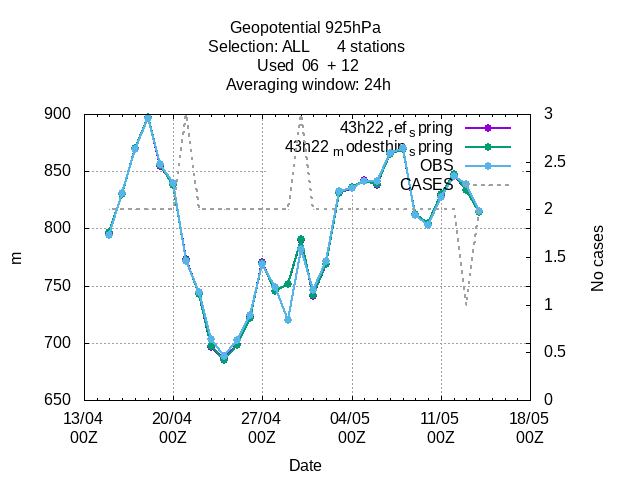 Geopotential 925hPa
Selection: ALL 4 stations
Used 06 + 12
Averaging window: 24h
900 3
43h22 ref spring
43h22 modesthin spring
OBS
CASES
850 2.5
800 2
750 1.5
700 1
0.5
650 0
m
No cases
13/04 20/04 27/04 04/05 11/05 18/05
00Z 00Z 00Z 00Z 00Z 00Z
Date